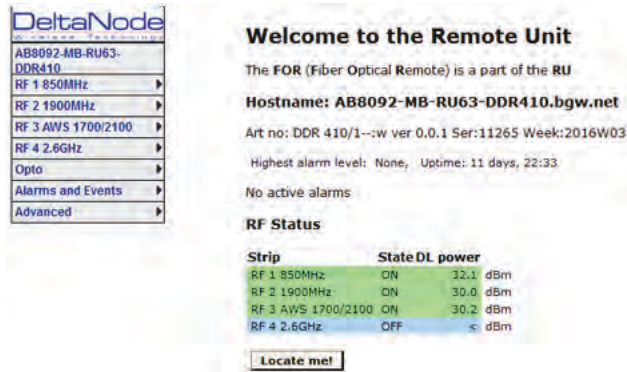 DeltaNode
Wireless Technology
AB8092-MB-RU63-
DDR410
RF 1 850MHz
RF 2 1900MHz
RF 3 AWS 1700/2100
RF 4 2.6GHz
Opto
Alarms and Events
Advanced
Welcome to the Remote Unit
The FOR (Fiber Optical Remote) is a part of the RU
Hostname: AB8092-MB-RU63-DDR410.bgw.net
Art no: DDR 410/1--:w ver 0.0.1 Ser:11265 Week:2016W03
Highest alarm level: None, Uptime: 11 days, 22:33
No active alarms
RF Status
Strip State DL power
RF 1 850MHz ON 32.1 dBm
RF 2 1900MHz ON 30.0 dBm
RF 3 AWS 1700/2100 ON 30.2 dBm
RF 4 2.6GHz OFF < dBm
Locate me!